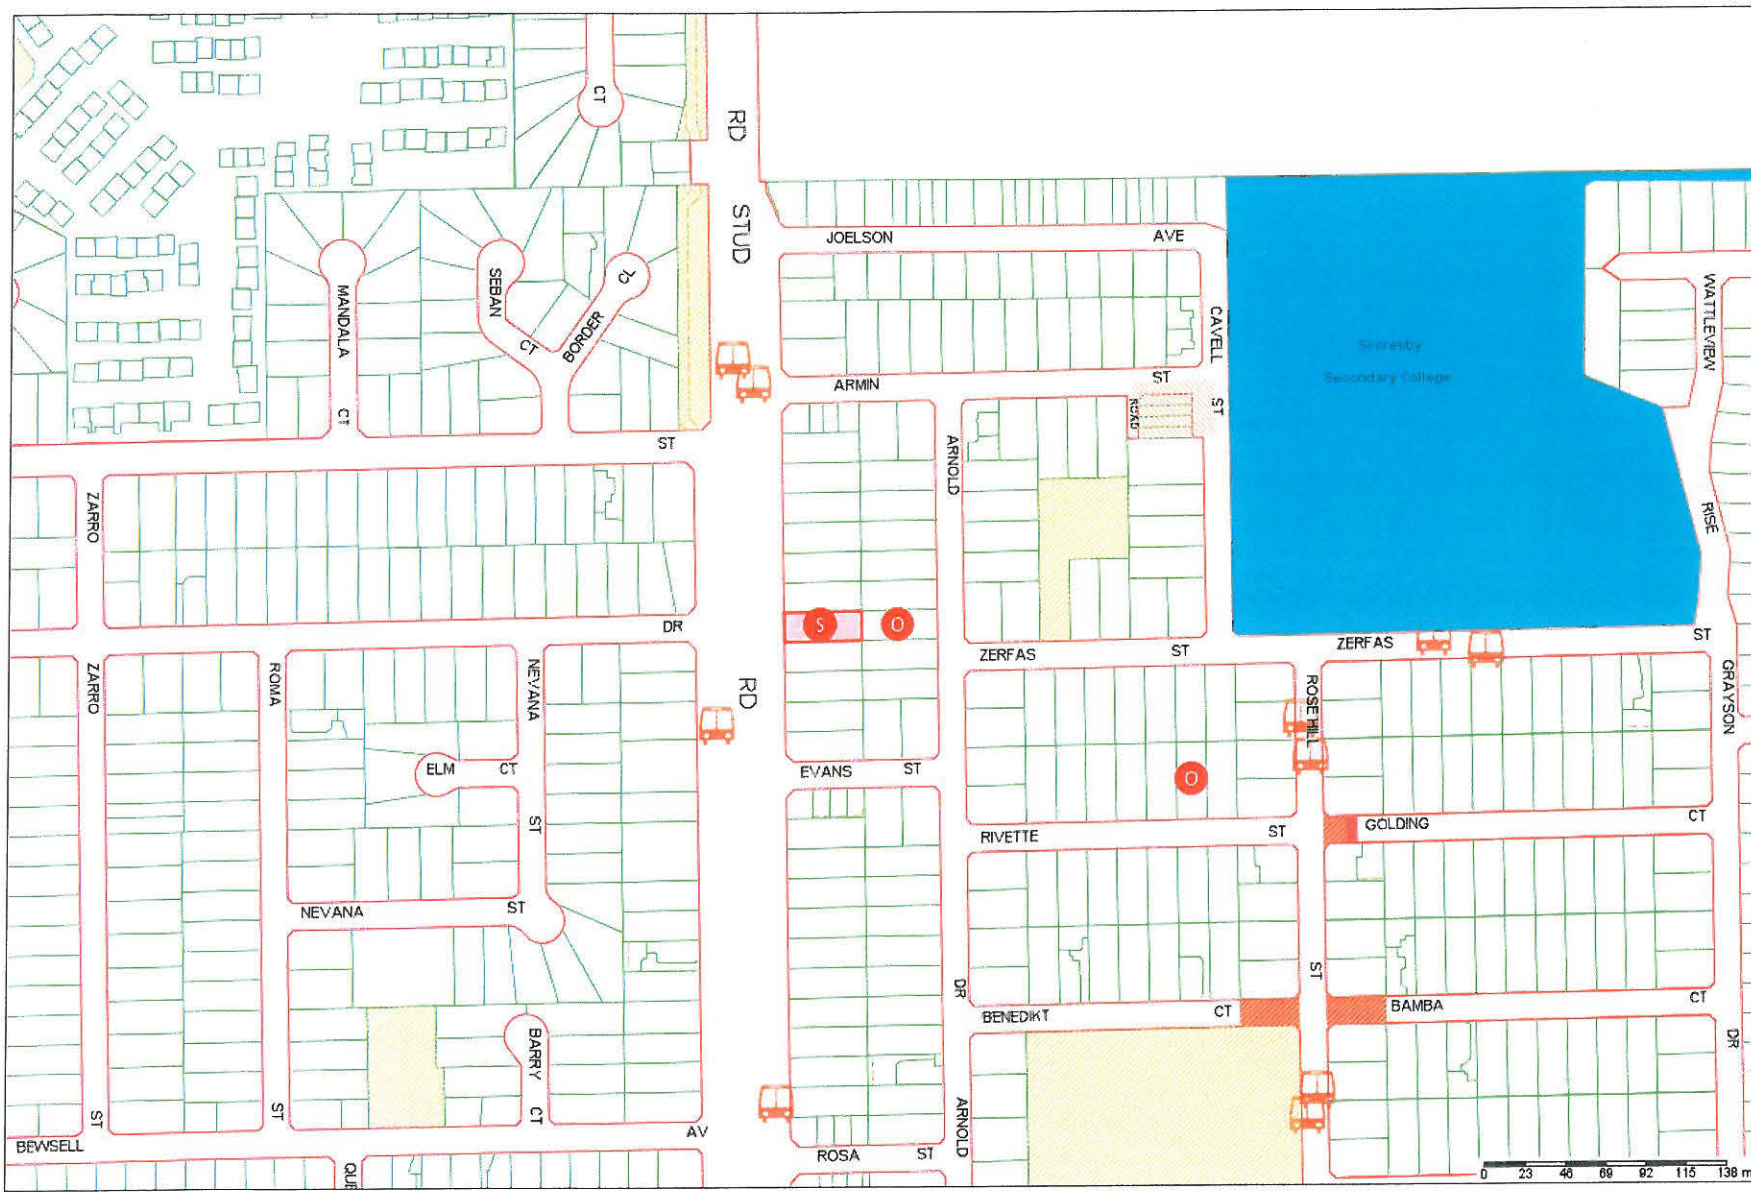 CT
RD
STUD
JOELSON AVE
MANDALA CT
SEBAN CT
BORDER
CAVELL ST
WATTLEVIEW RISE
Scoresby
Secondary College
ARMIN ST
ROAD
ST
ARNOLD
ZARRO
DR
S
O
ZERFAS ST
ZERFAS ST
ZARRO
ROMA
NEVANA
RD
ROSEHILL
GRAYSON
ELM CT
EVANS ST
O
ST
RIVETTE ST
GOLDING CT
NEVANA ST
DR
ST
BENEDIKT CT
BAMBA CT
BARRY CT
DR
ST
ST
ARNOLD
BEWSELL AV
ROSA ST
0 23 46 69 92 115 138 m